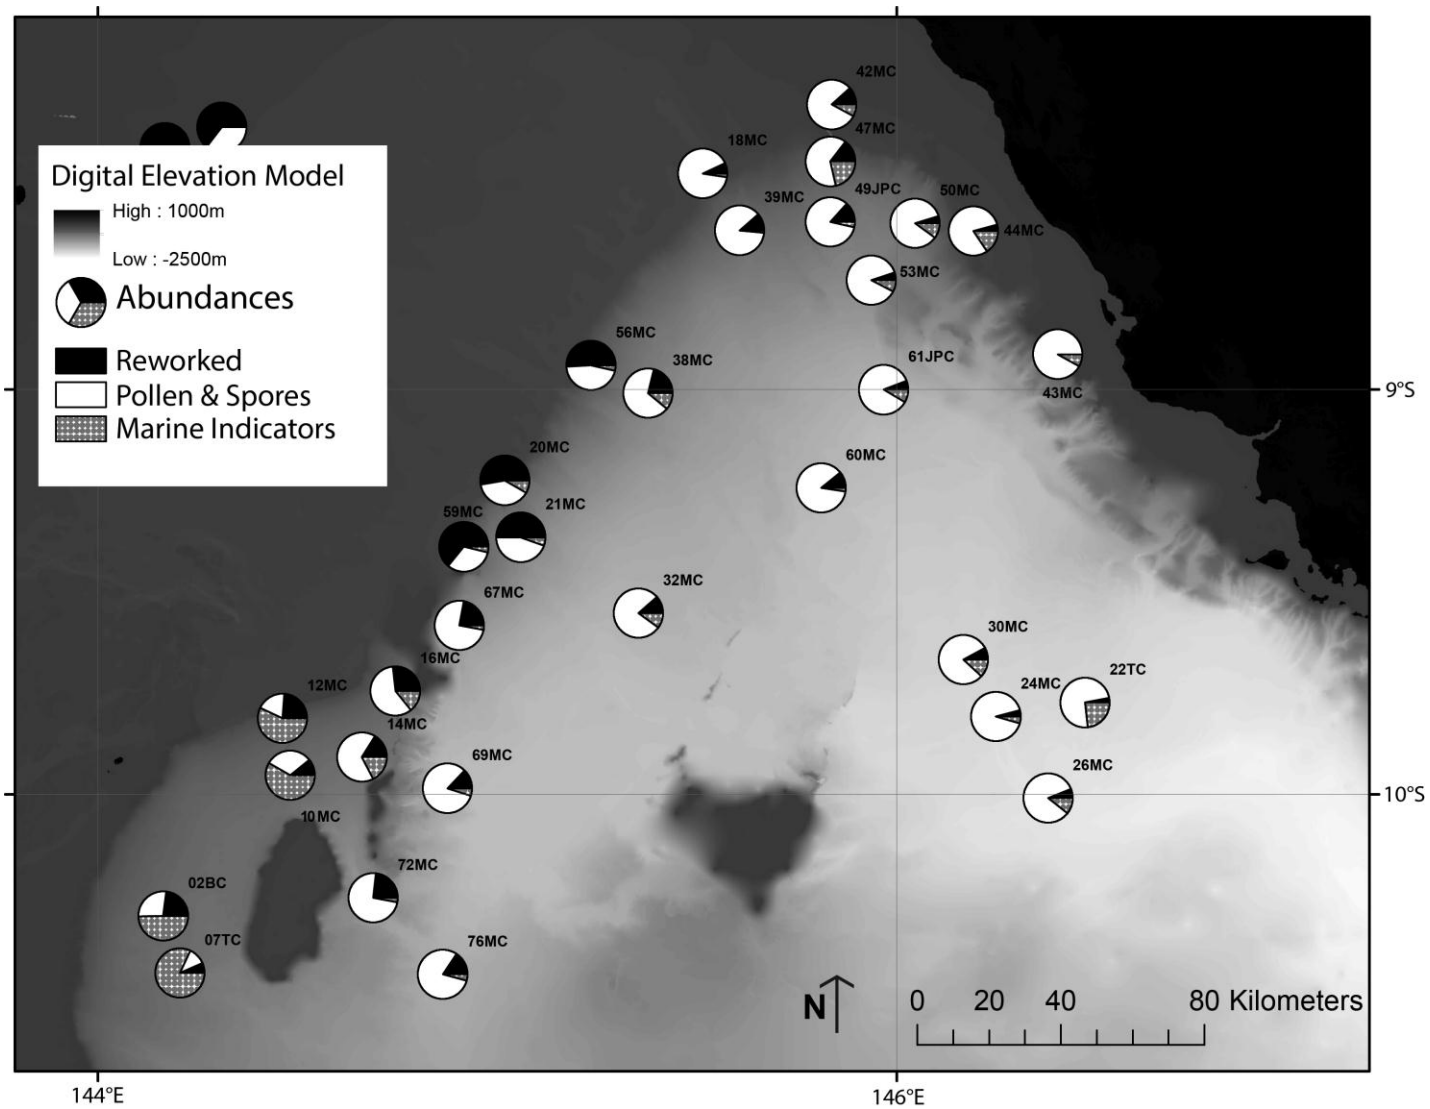 42MC
47MC
18MC
Digital Elevation Model
High : 1000m
Low : -2500m
49JPC
50MC
39MC
44MC
53MC
Abundances
56MC
61JPC
38MC
Reworked
9°S
Pollen & Spores
43MC
Marine Indicators
20MC
60MC
21MC
59MC
32MC
67MC
30MC
16MC
22TC
12MC
24MC
14MC
69MC
26MC
10°S
10MC
72MC
02BC
07TC
76MC
N
0 20 40 80 Kilometers
144°E
146°E